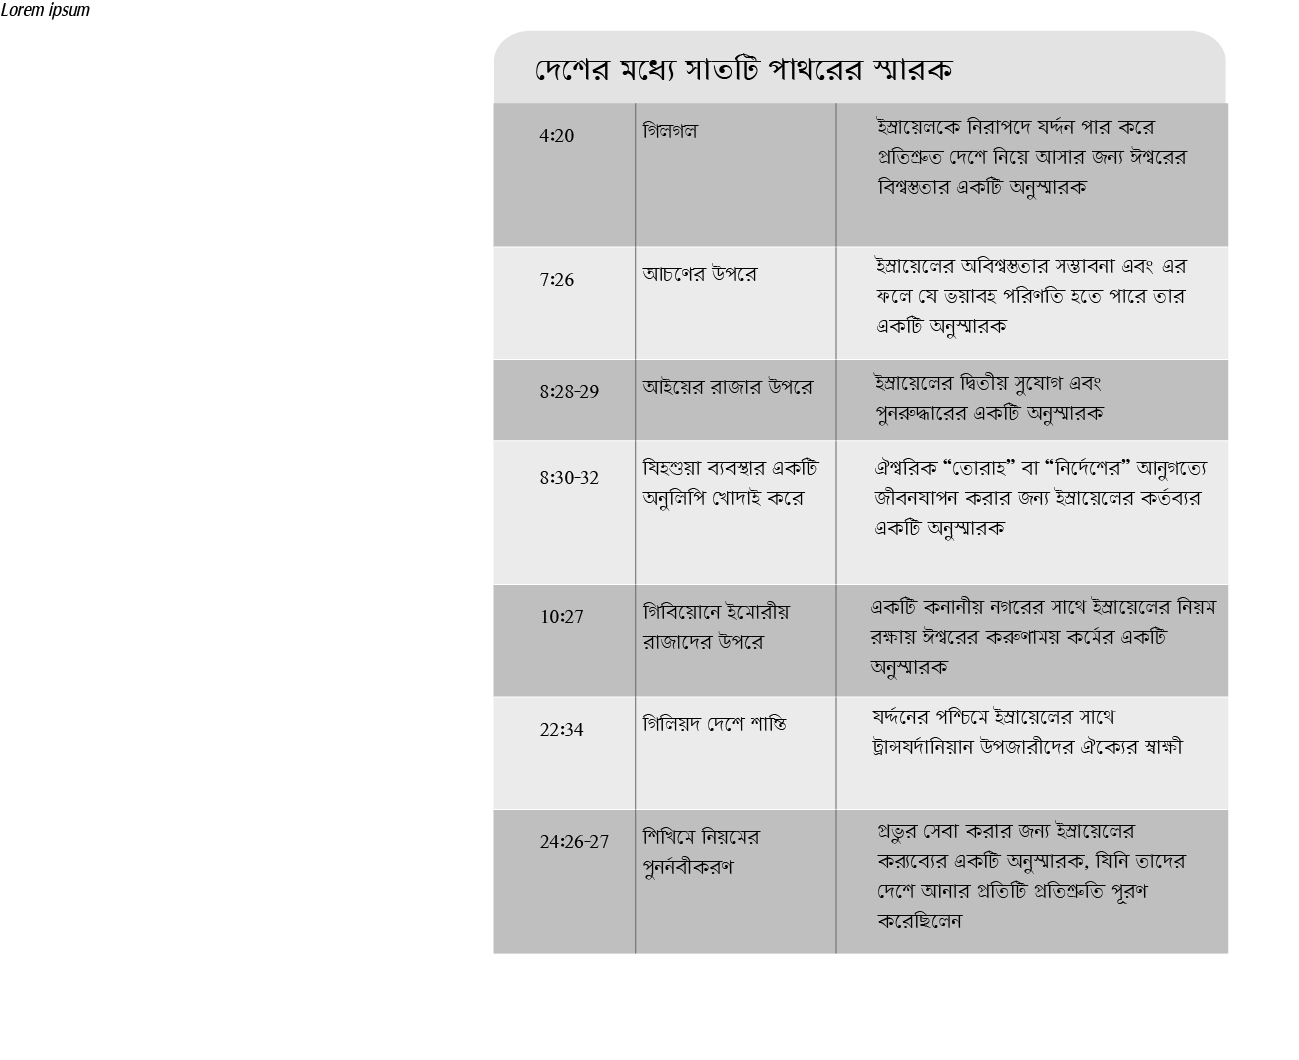 Lorem ipsum
দেশের মধ্যে সাতটি পাথরের স্মারক
4:20
গিলগল
ইস্রায়েলকে নিরাপদে যর্দ্দন পার করে
প্রতিশ্রুত দেশে নিয়ে আসার জন্য ঈশ্বরের
বিশ্বস্ততার একটি অনুস্মারক
7:26
আচণের উপরে
ইস্রায়েলের অবিশ্বস্ততার সম্ভাবনা এবং এর
ফলে যে ভয়াবহ পরিণতি হতে পারে তার
একটি অনুস্মারক
8:28-29
আইয়ের রাজার উপরে
ইস্রায়েলের দ্বিতীয় সুযোগ এবং
পুনরুদ্ধারের একটি অনুস্মারক
8:30-32
যিহশুয়া ব্যবস্থার একটি
অনুলিপি খোদাই করে
ঐশ্বরিক “তোরাহ” বা “নির্দেশের” আনুগত্যে
জীবনযাপন করার জন্য ইস্রায়েলের কর্তব্যর
একটি অনুস্মারক
10:27
গিবিয়োনে ইমোরীয়
রাজাদের উপরে
একটি কনানীয় নগরের সাথে ইস্রায়েলের নিয়ম
রক্ষায় ঈশ্বরের করুণাময় কর্মের একটি
অনুস্মারক
22:34
গিলিয়দ দেশে শান্তি
যর্দ্দনের পশ্চিমে ইস্রায়েলের সাথে
ট্রান্সযর্দানিয়ান উপজারীদের ঐক্যের স্বাক্ষী
24:26-27
শিখিমে নিয়মের
পুনর্নবীকরণ
প্রভুর সেবা করার জন্য ইস্রায়েলের
কর‍্যব্যের একটি অনুস্মারক, যিনি তাদের
দেশে আনার প্রতিটি প্রতিশ্রুতি পূরণ
করেছিলেন